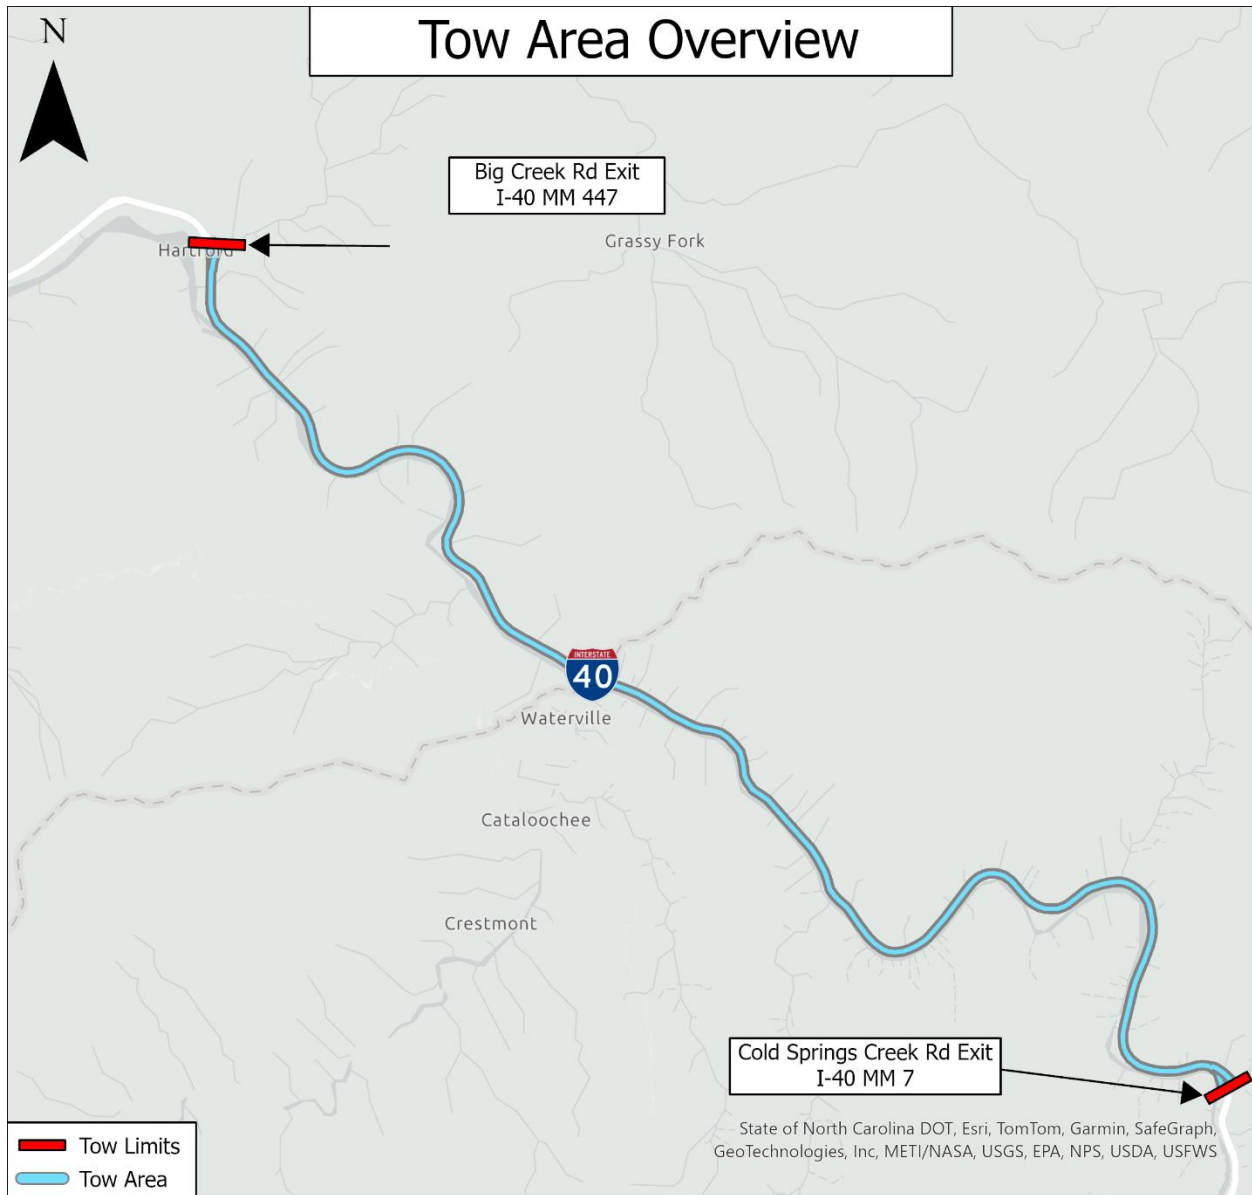 Tow Area Overview
N
Big Creek Rd Exit
I-40 MM 447
Hartford
Grassy Fork
INTERSTATE
40
Waterville
Cataloochee
Crestmont
Cold Springs Creek Rd Exit
I-40 MM 7
State of North Carolina DOT, Esri, TomTom, Garmin, SafeGraph,
GeoTechnologies, Inc, METI/NASA, USGS, EPA, NPS, USDA, USFWS
Tow Limits
Tow Area